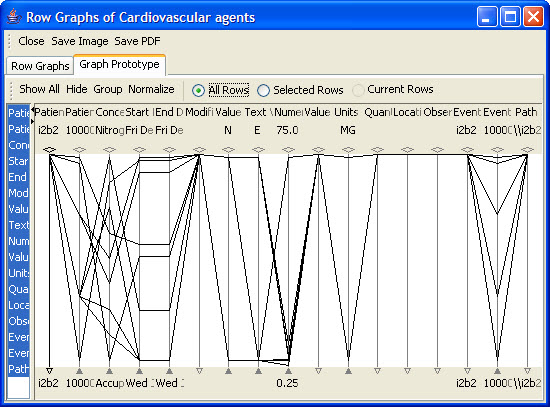 Row Graphs of Cardiovascular agents
Close Save Image Save PDF
Row Graphs Graph Prototype
Show All Hide Group Normalize All Rows Selected Rows Current Rows
Patie Patien Patien Conce Start I End D Modifi Value Text V Numer Value Units Quan Locati Obser Event Event Path
Patie i2b2 1000C Nitrog Fri De Fri De N E 75.0 MG i2b2 1000C \\i2b2
Conc
Star
End
Mod
Valu
Text
Num
Valu
Units
Qua
Loca
Obse
Ever
Ever
Path
i2b2 1000C Accup Wed Wed 0.25 i2b2 1000C \\i2b2